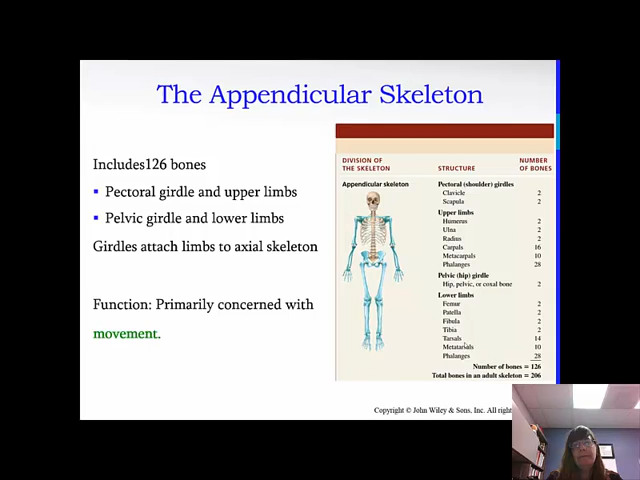 The Appendicular Skeleton
Includes126 bones
Pectoral girdle and upper limbs
Pelvic girdle and lower limbs
Girdles attach limbs to axial skeleton
Function: Primarily concerned with
movement.
DIVISION OF THE SKELETON STRUCTURE NUMBER OF BONES
Appendicular skeleton
Pectoral (shoulder) girdles
Clavicle 2
Scapula 2
Upper limbs
Humerus 2
Ulna 2
Radius 2
Carpals 16
Metacarpals 10
Phalanges 28
Pelvic (hip) girdle
Hip, pelvic, or coxal bone 2
Lower limbs
Femur 2
Patella 2
Fibula 2
Tibia 2
Tarsals 14
Metatarsals 10
Phalanges 28
Number of bones = 126
Total bones in an adult skeleton = 206
Copyright © John Wiley & Sons, Inc. All